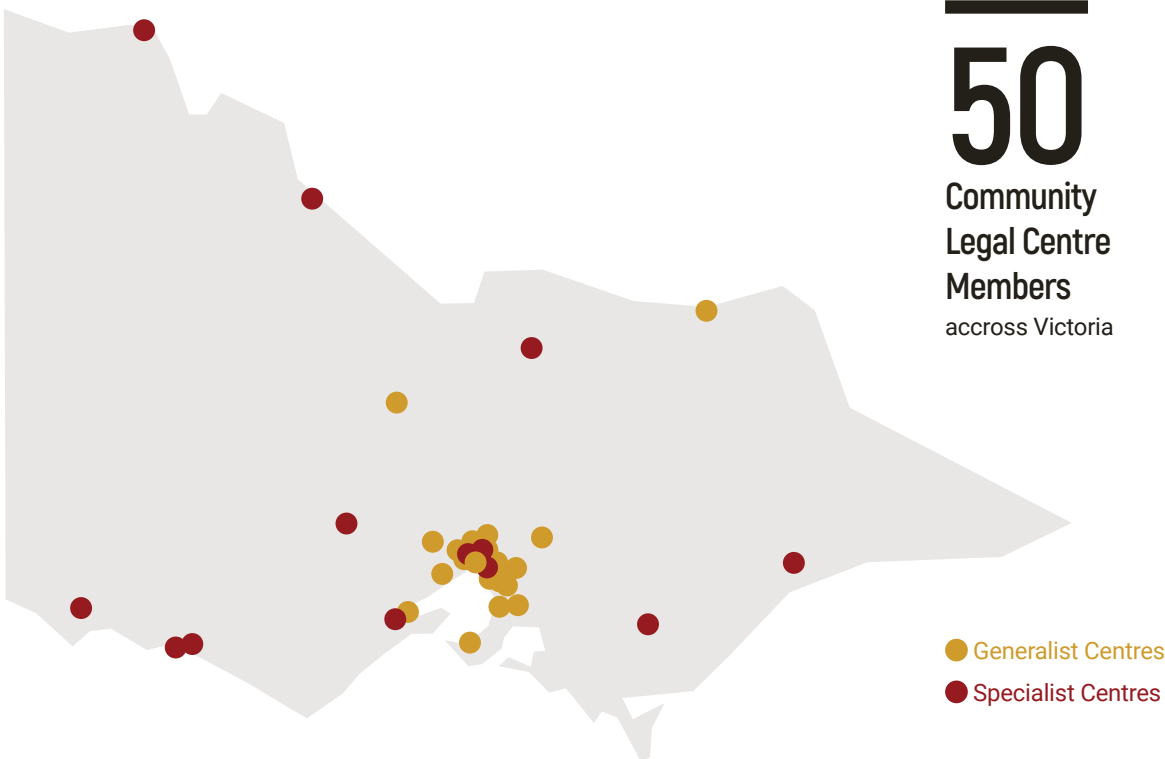 50
Community
Legal Centre
Members
accross Victoria
Generalist Centres
Specialist Centres